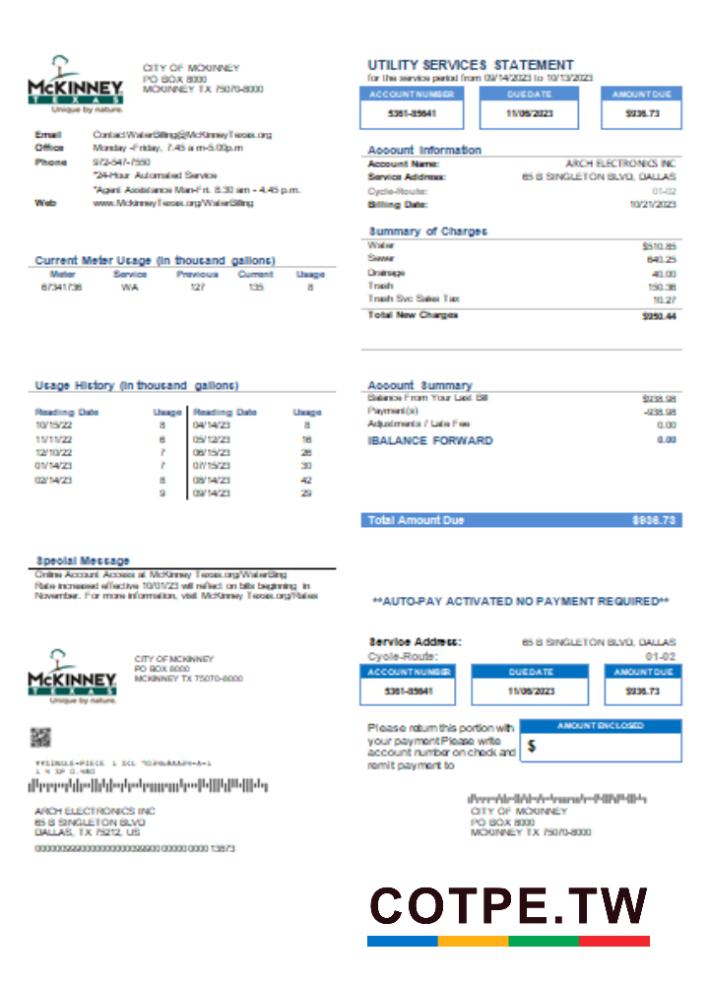 McKINNEY
TEXAS
Unique by nature.
CITY OF MCKINNEY
PO BOX 8000
MCKINNEY TX 75070-8000
Email ContactWaterBilling@McKinneyTexas.org
Office Monday -Friday, 7.45 a m-5.00p.m
Phone 972-547-7550
*24-Hour Automated Service
*Agent Assistance Man-Fri. 8.30 am - 4.45 p.m.
Web www.McKinneyTexas.org/WaterBilling
UTILITY SERVICES STATEMENT
for the service period from 09/14/2023 to 10/13/2023
ACCOUNT NUMBER DUE DATE AMOUNT DUE
5361-85641 11/06/2023 $936.73
Account Information
Account Name: ARCH ELECTRONICS INC
Service Address: 65 B SINGLETON BLVD, DALLAS
Cycle-Route: 01-02
Billing Date: 10/21/2023
Summary of Charges
Water $510.85
Sewer 640.25
Drainage 40.00
Trash 150.36
Trash Svc Sales Tax 10.27
Total New Charges $950.44
Current Meter Usage (In thousand gallons)
Meter Service Previous Current Usage
67341736 WA 127 135 8
Usage History (In thousand gallons)
Reading Date Usage Reading Date Usage
10/15/22 8 04/14/23 8
11/11/22 6 05/12/23 16
12/10/22 7 06/15/23 26
01/14/23 7 07/15/23 30
02/14/23 8 08/14/23 42
9 09/14/23 29
Account Summary
Balance From Your Last Bill $938.98
Payment(s) -938.98
Adjustments / Late Fee 0.00
IBALANCE FORWARD 0.00
Total Amount Due $936.73
Special Message
Online Account Access at McKinney Texas.org/WaterBing
Rate increased effective 10/01/23 will reflect on bills beginning in
November. For more information, visit McKinney Texas.org/Rates
**AUTO-PAY ACTIVATED NO PAYMENT REQUIRED**
McKINNEY
TEXAS
Unique by nature.
CITY OF MCKINNEY
PO BOX 8000
MCKINNEY TX 75070-8000
Service Address: 65 B SINGLETON BLVD, DALLAS
Cycle-Route: 01-02
ACCOUNT NUMBER DUE DATE AMOUNT DUE
5361-85641 11/06/2023 $936.73
Please return this portion with
your payment Please write
account number on check and
remit payment to
AMOUNT ENCLOSED
$
ARCH ELECTRONICS INC
65 B SINGLETON BLVD
DALLAS, TX 75212, US
CITY OF MCKINNEY
PO BOX 8000
MCKINNEY TX 75070-8000
COTPE.TW